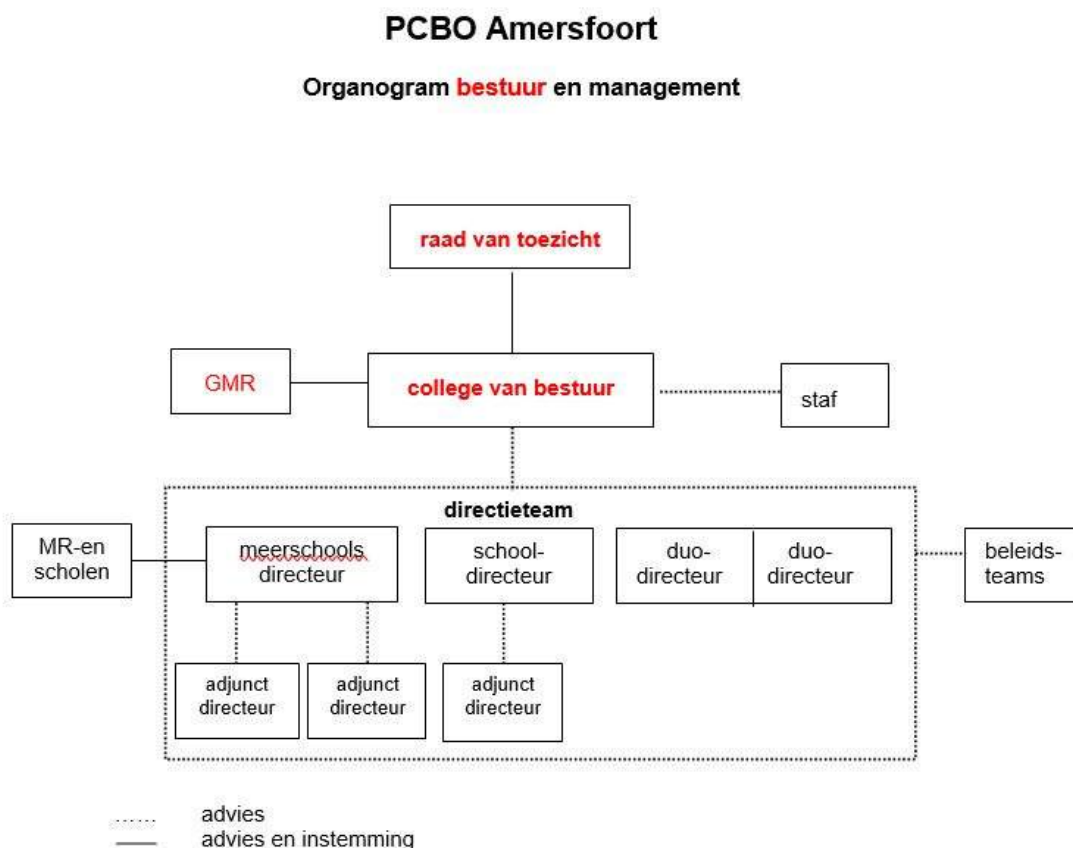 PCBO Amersfoort
Organogram bestuur en management
raad van toezicht
GMR
college van bestuur
staf
directieteam
MR-en
scholen
meerschools
directeur
school-
directeur
duo-
directeur
duo-
directeur
beleids-
teams
adjunct
directeur
adjunct
directeur
adjunct
directeur
...... advies
advies en instemming